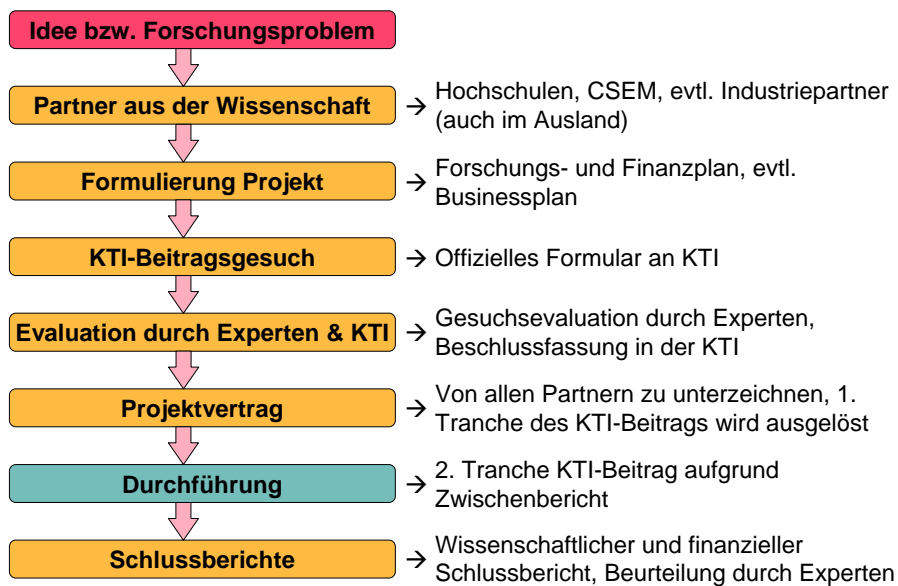 Idee bzw. Forschungsproblem
Partner aus der Wissenschaft
→ Hochschulen, CSEM, evtl. Industriepartner
(auch im Ausland)
Formulierung Projekt
→ Forschungs- und Finanzplan, evtl.
Businessplan
KTI-Beitragsgesuch
→ Offizielles Formular an KTI
Evaluation durch Experten & KTI
→ Gesuchsevaluation durch Experten,
Beschlussfassung in der KTI
Projektvertrag
→ Von allen Partnern zu unterzeichnen, 1.
Tranche des KTI-Beitrags wird ausgelöst
Durchführung
→ 2. Tranche KTI-Beitrag aufgrund
Zwischenbericht
Schlussberichte
→ Wissenschaftlicher und finanzieller
Schlussbericht, Beurteilung durch Experten